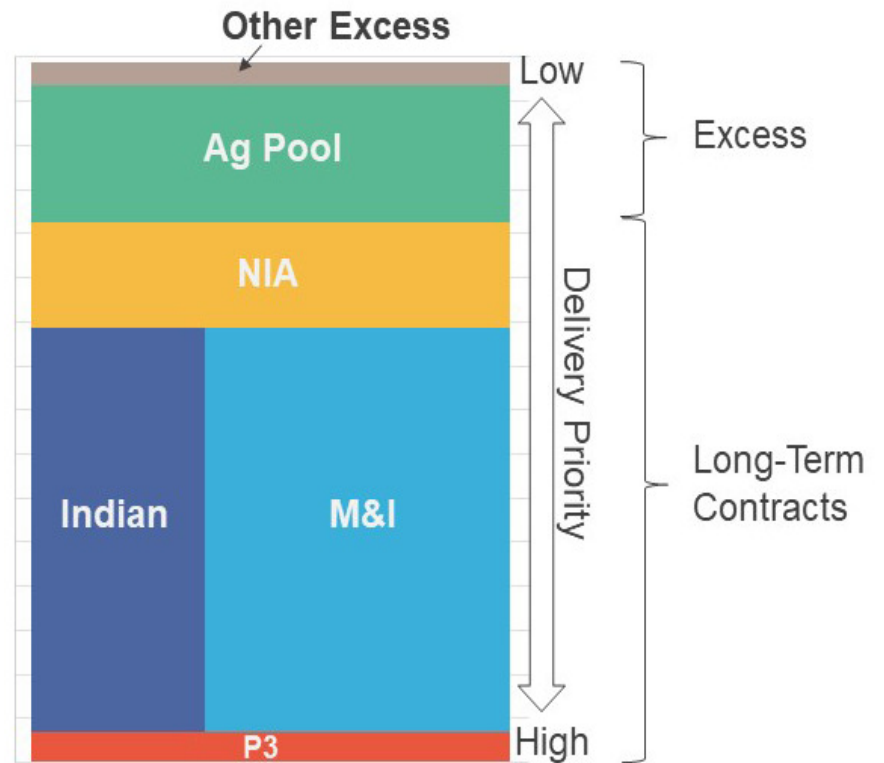 Other Excess
Low
Ag Pool
Excess
NIA
Delivery Priority
Long-Term
Contracts
Indian
M&I
High
P3